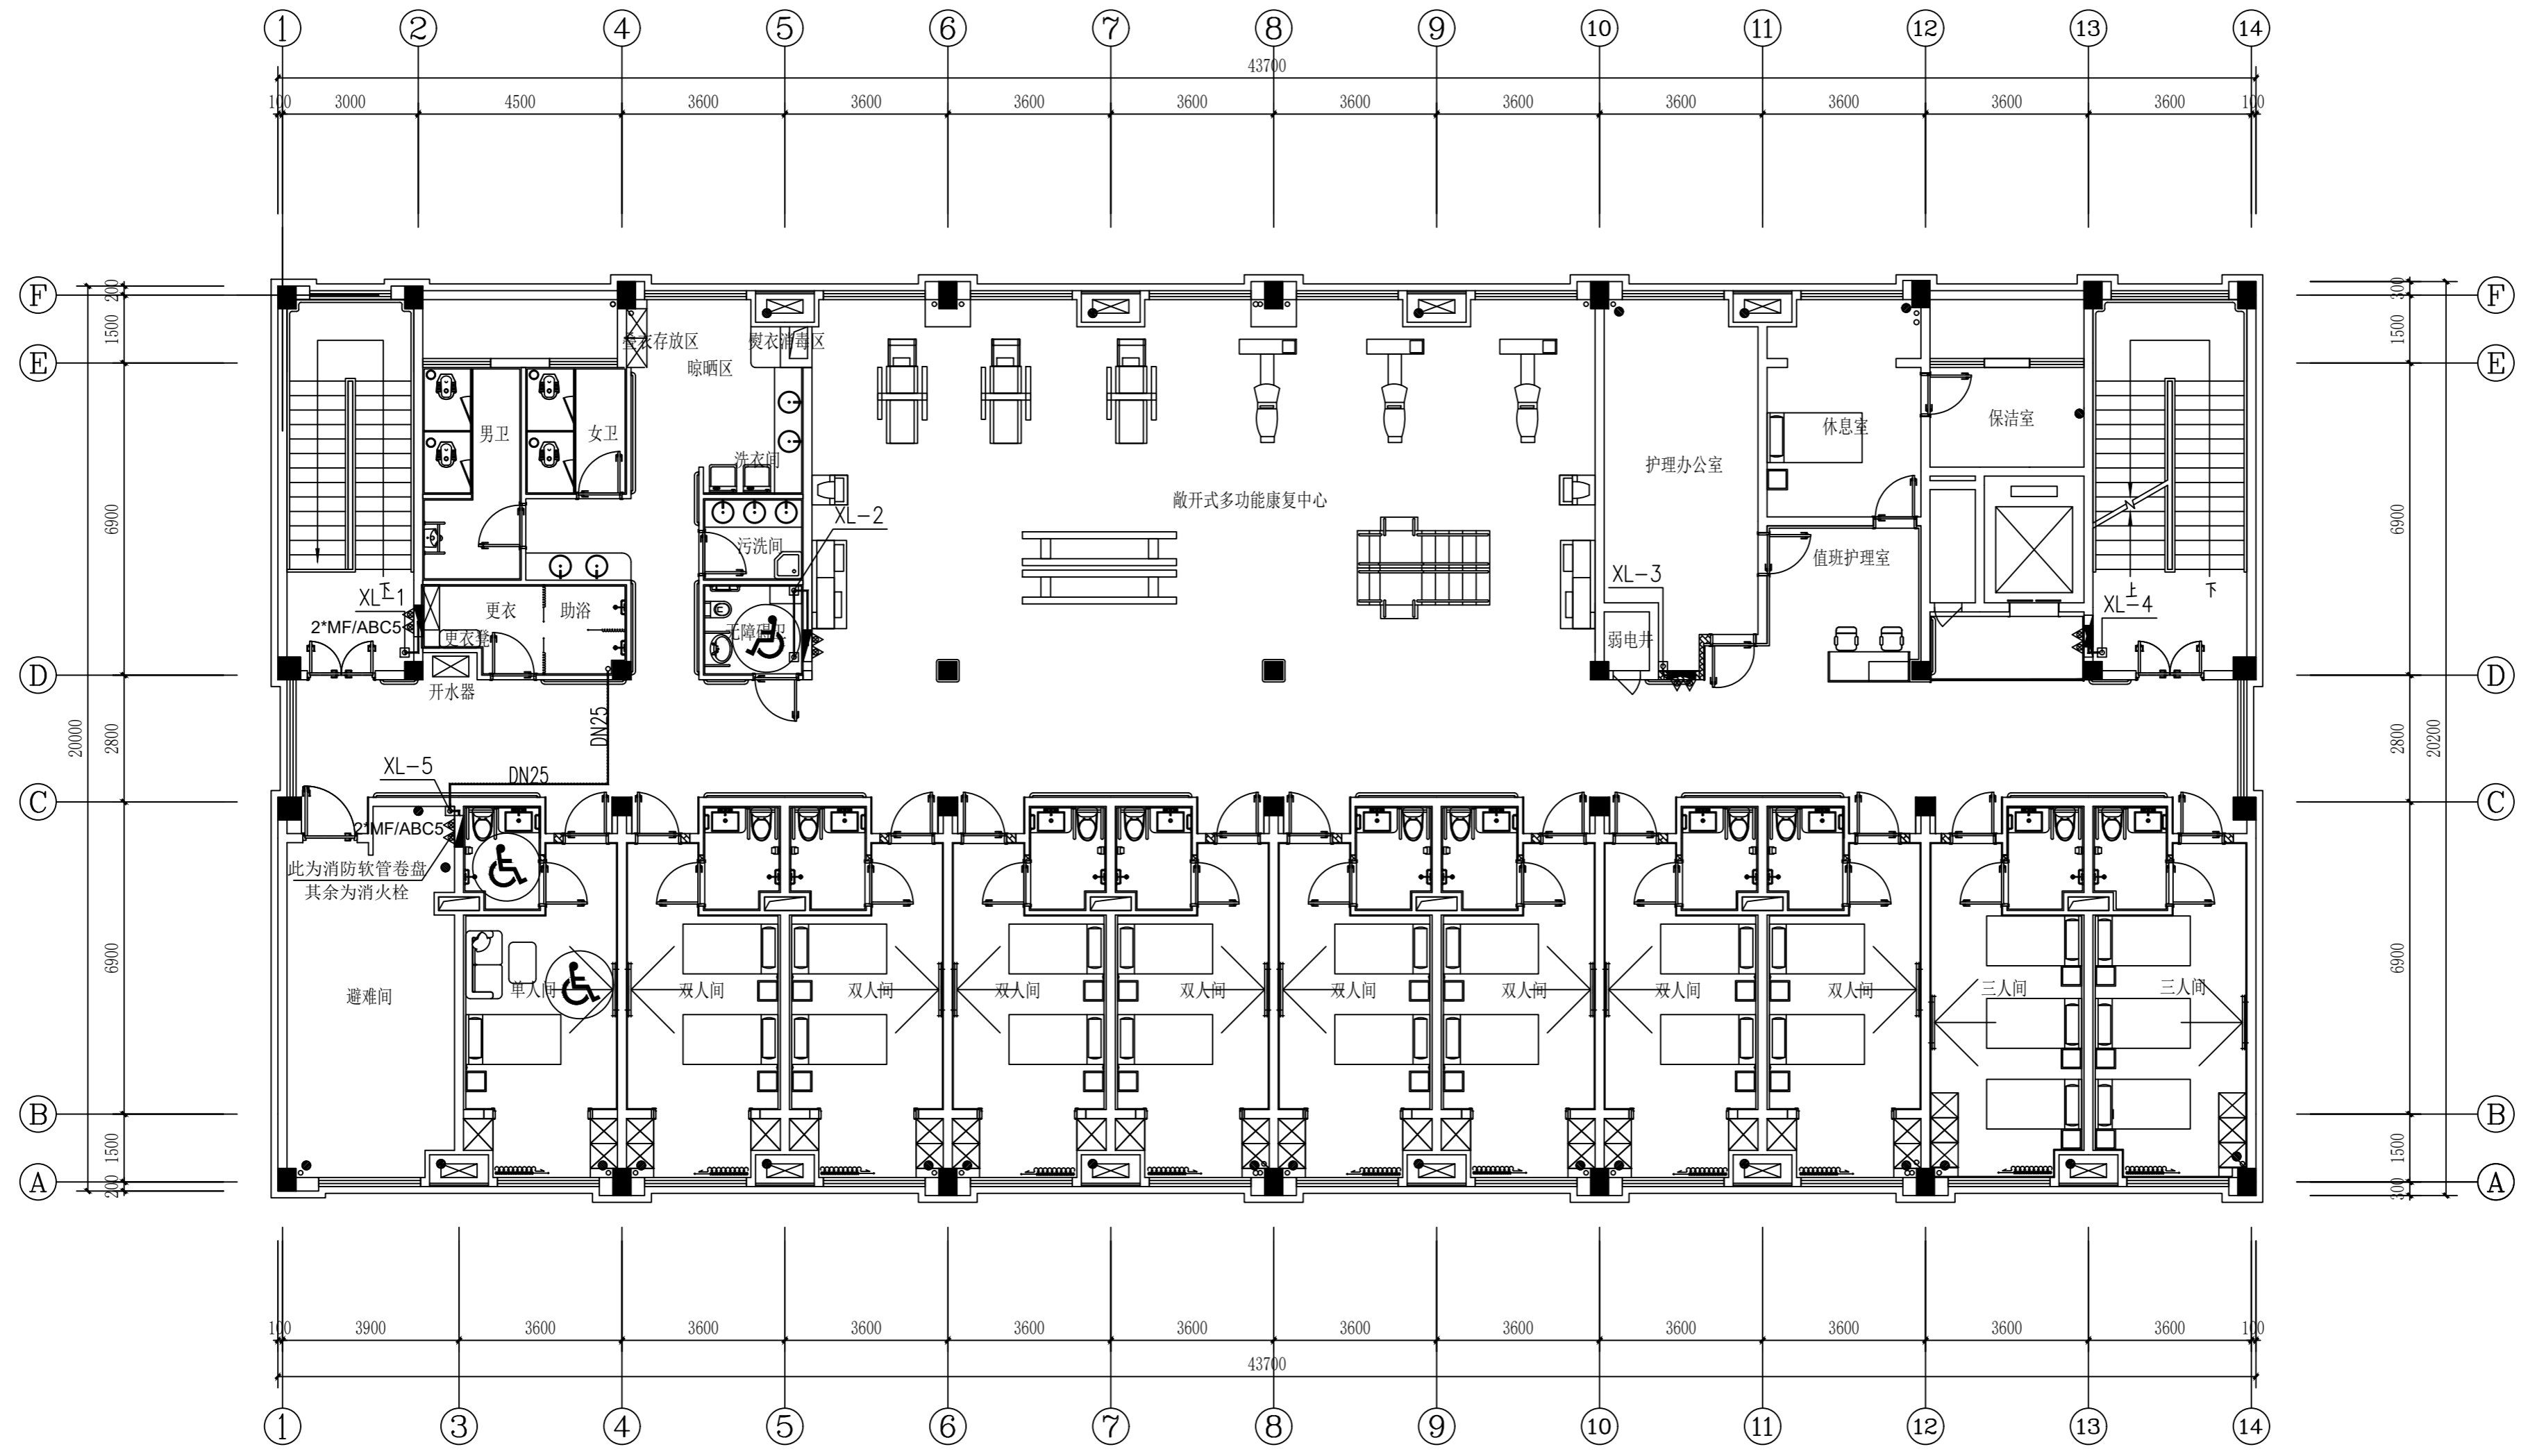 1 2 4 5 6 7 8 9 10 11 12 13 14
43700
100 3000 4500 3600 3600 3600 3600 3600 3600 3600 3600 3600 3600 100
F F
200 300
1500 1500
E E
叠衣存放区 熨衣消毒区
晾晒区
男卫 女卫 休息室 保洁室
洗衣间 护理办公室
敞开式多功能康复中心
6900 XL-2 6900
污洗间 值班护理室
XL-3
下 上 下
XL-1 更衣 助浴 XL-4
2*MF/ABC5 更衣凳 无障碍卫 弱电井
D D
开水器
20000 2800 DN25 2800 20200
XL-5 DN25
C C
2*MF/ABC5
此为消防软管卷盘
其余为消火栓
6900 6900
避难间 单人间 双人间 双人间 双人间 双人间 双人间 双人间 双人间 双人间 三人间 三人间
B B
1500 1500
A A
200 300
100 3900 3600 3600 3600 3600 3600 3600 3600 3600 3600 3600 3600 100
43700
1 3 4 5 6 7 8 9 10 11 12 13 14